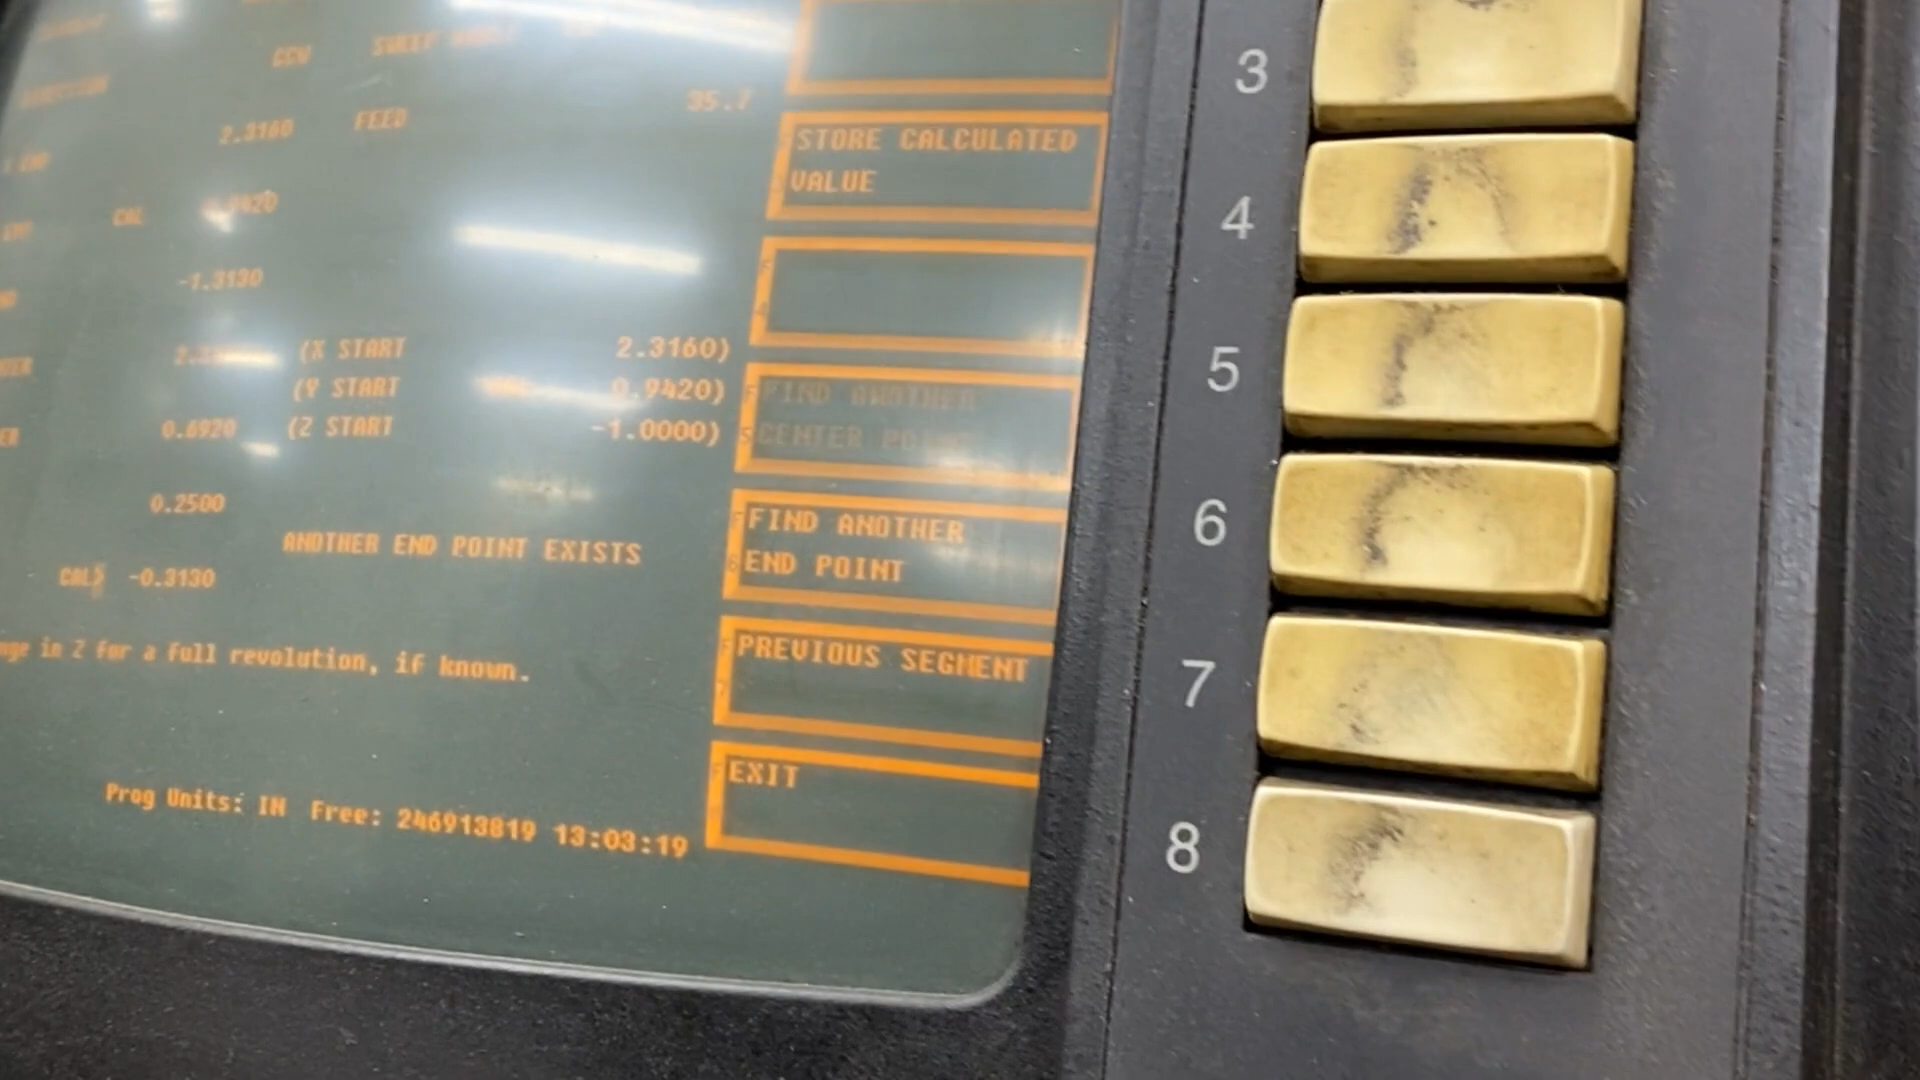 CCW
35.7
2.3160 FEED
STORE CALCULATED
VALUE
CAL
-1.3130
(X START 2.3160)
(Y START 0.9420)
0.6920 (Z START -1.0000)
FIND ANOTHER
CENTER POINT
0.2500
ANOTHER END POINT EXISTS
FIND ANOTHER
END POINT
CAL -0.3130
in Z for a full revolution, if known.
PREVIOUS SEGMENT
EXIT
Prog Units: IN Free: 246913819 13:03:19
3
4
5
6
7
8